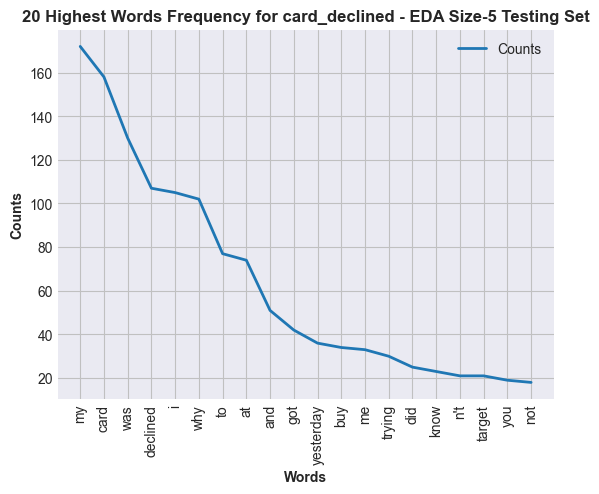 20 Highest Words Frequency for card_declined - EDA Size-5 Testing Set
Counts
160
140
120
100
80
60
40
20
Counts
my
card
was
declined
i
why
to
at
and
got
yesterday
buy
me
trying
did
know
n't
target
you
not
Words